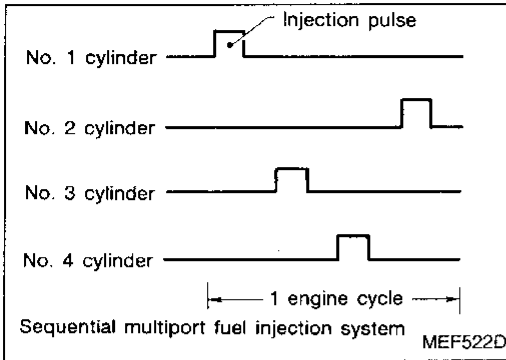 Injection pulse
No. 1 cylinder
No. 2 cylinder
No. 3 cylinder
No. 4 cylinder
1 engine cycle
Sequential multiport fuel injection system
MEF522D